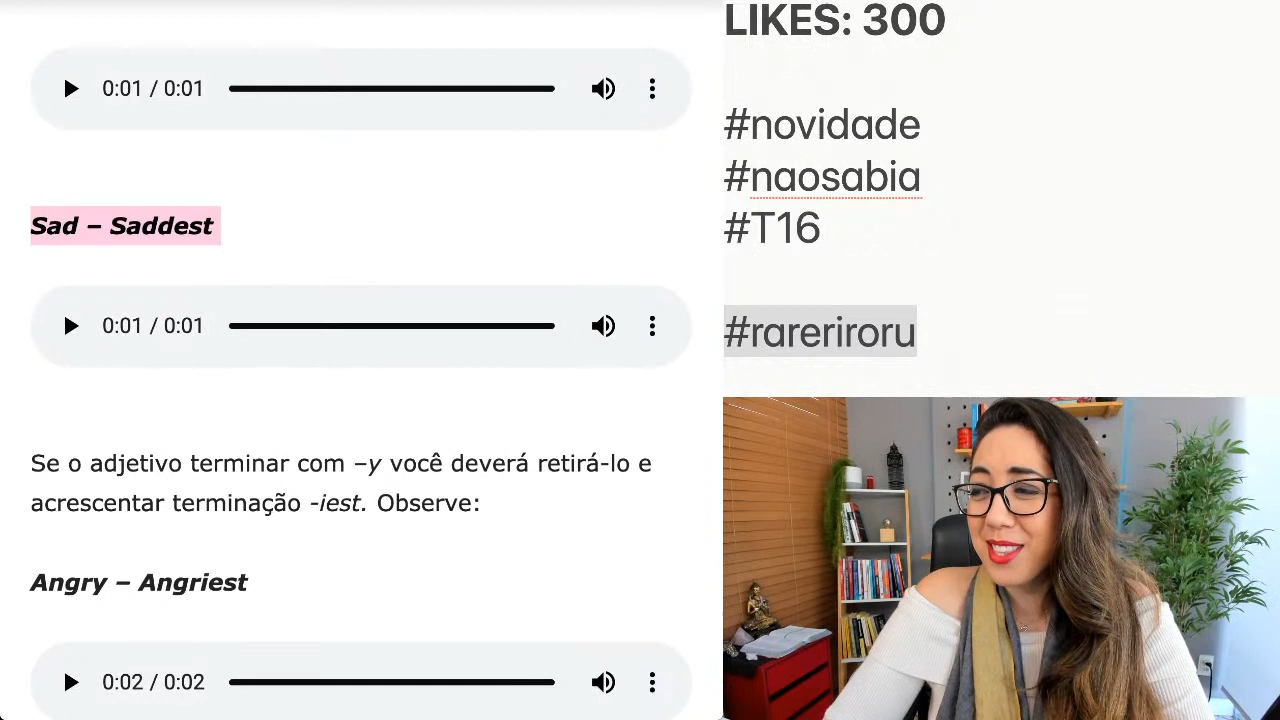 0:01 / 0:01
Sad – Saddest
0:01 / 0:01
Se o adjetivo terminar com –y você deverá retirá-lo e
acrescentar terminação -iest. Observe:
Angry – Angriest
0:02 / 0:02
LIKES: 300
#novidade
#naosabia
#T16
#rareriroru